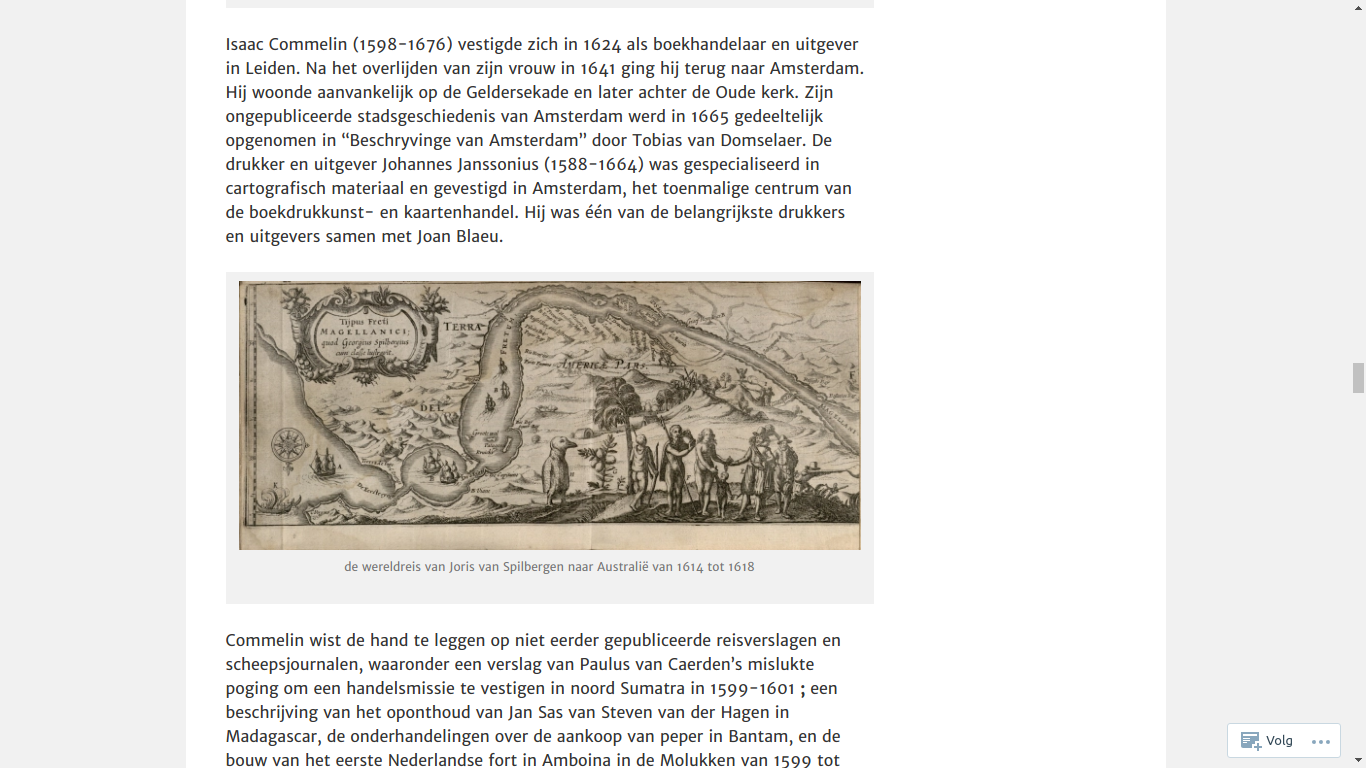 Isaac Commelin (1598-1676) vestigde zich in 1624 als boekhandelaar en uitgever
in Leiden. Na het overlijden van zijn vrouw in 1641 ging hij terug naar Amsterdam.
Hij woonde aanvankelijk op de Geldersekade en later achter de Oude kerk. Zijn
ongepubliceerde stadsgeschiedenis van Amsterdam werd in 1665 gedeeltelijk
opgenomen in “Beschryvinge van Amsterdam” door Tobias van Domselaer. De
drukker en uitgever Johannes Janssonius (1588-1664) was gespecialiseerd in
cartografisch materiaal en gevestigd in Amsterdam, het toenmalige centrum van
de boekdrukkunst- en kaartenhandel. Hij was één van de belangrijkste drukkers
en uitgevers samen met Joan Blaeu.
Tijpus Freti
MAGELLANICI;
quod Georgius Spilbergius
cum classe
TERRA
FRETUM
AMERICÆ PARS
DEL
de wereldreis van Joris van Spilbergen naar Australië van 1614 tot 1618
Commelin wist de hand te leggen op niet eerder gepubliceerde reisverslagen en
scheepsjournalen, waaronder een verslag van Paulus van Caerden’s mislukte
poging om een handelsmissie te vestigen in noord Sumatra in 1599-1601 ; een
beschrijving van het oponthoud van Jan Sas van Steven van der Hagen in
Madagascar, de onderhandelingen over de aankoop van peper in Bantam, en de
bouw van het eerste Nederlandse fort in Amboina in de Molukken van 1599 tot
Volg